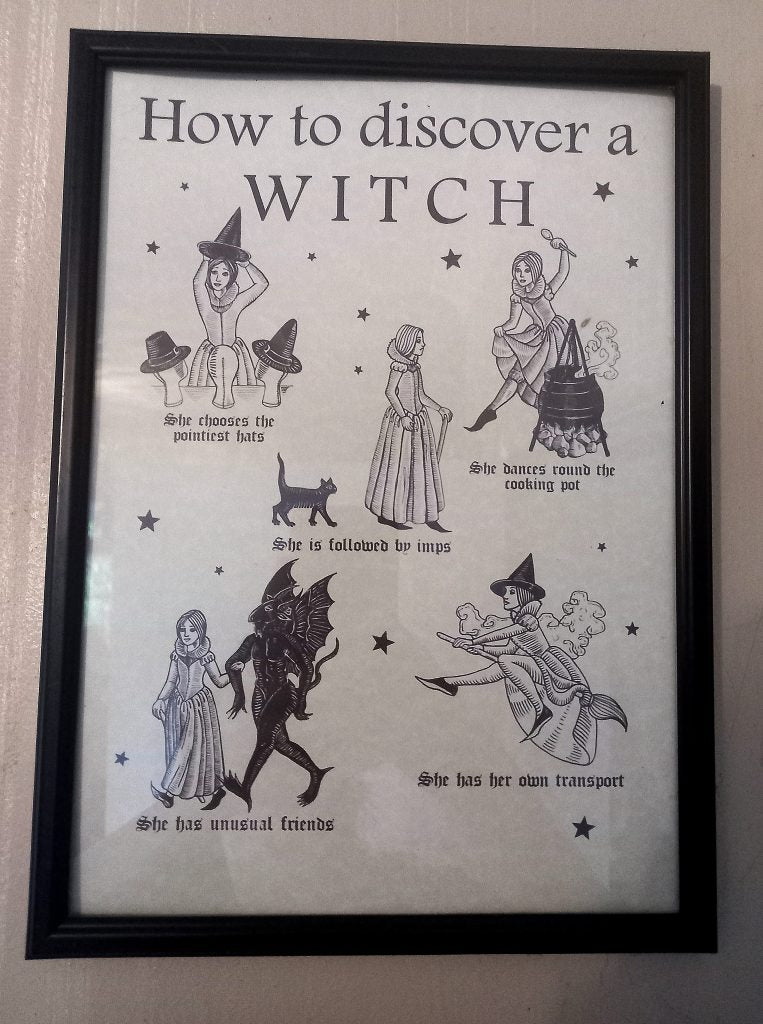 How to discover a
WITCH
She chooses the
pointiest hats
She dances round the
cooking pot
She is followed by imps
She has unusual friends
She has her own transport